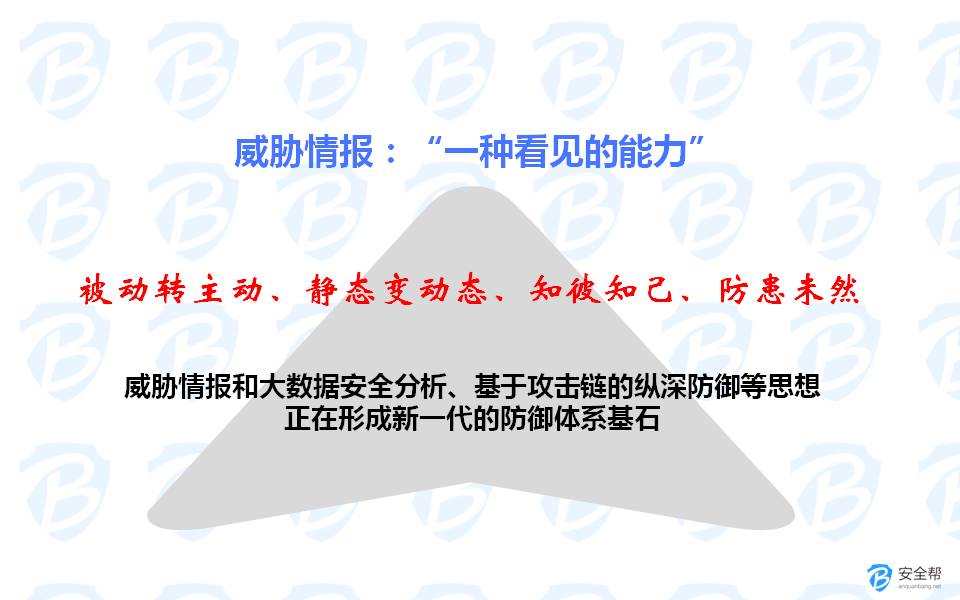 威胁情报：“一种看见的能力”
被动转主动、静态变动态、知彼知己、防患未然
威胁情报和大数据安全分析、基于攻击链的纵深防御等思想
正在形成新一代的防御体系基石
安全帮
anquanbang.net